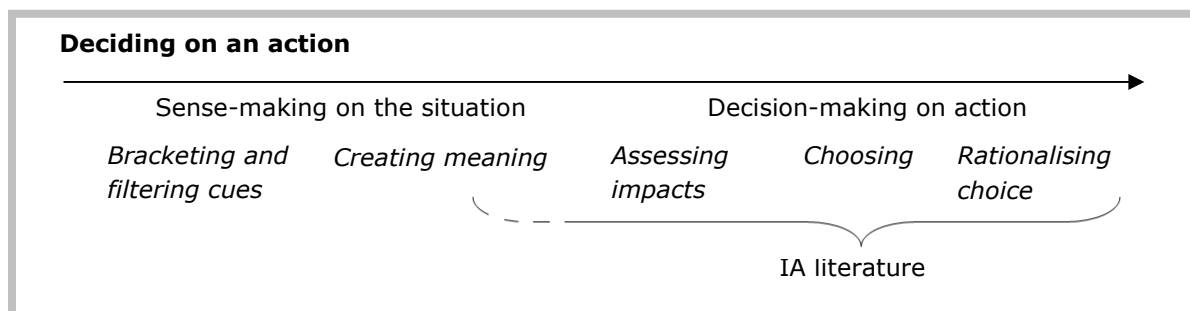 Deciding on an action
Sense-making on the situation Decision-making on action
Bracketing and Creating meaning Assessing Choosing Rationalising
filtering cues impacts choice
IA literature